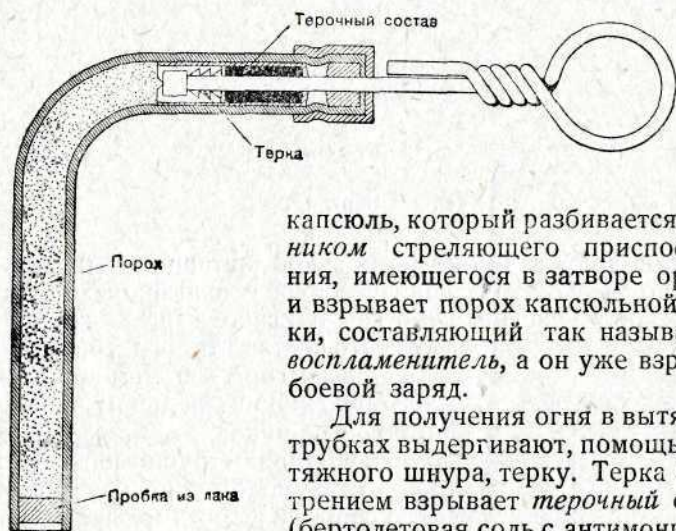 Терочный состав
Терка
Порох
Пробка из лака
капсюль, который разбивается
ником стреляющего приспос
ния, имеющегося в затворе ор
и взрывает порох капсюльной
ки, составляющий так назыв
воспламенитель, а он уже взр
боевой заряд.
Для получения огня в вытя
трубках выдергивают, помощь
тяжного шнура, терку. Терка
трением взрывает терочный с
(бертолетовая соль с антимони